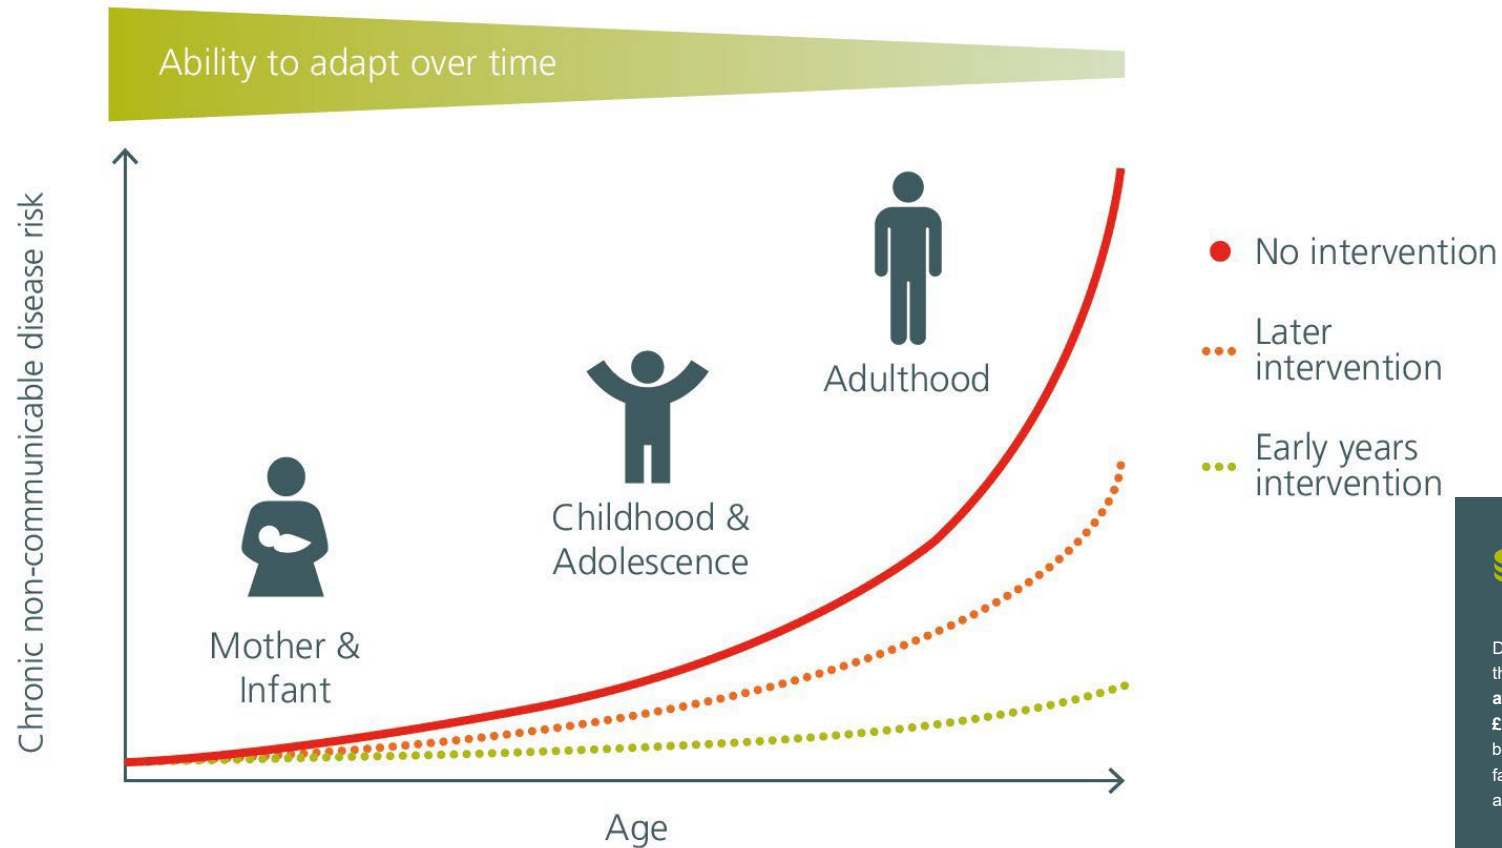 Ability to adapt over time
Chronic non-communicable disease risk
Mother &
Infant
Childhood &
Adolescence
Adulthood
Age
No intervention
Later
intervention
Early years
intervention
£